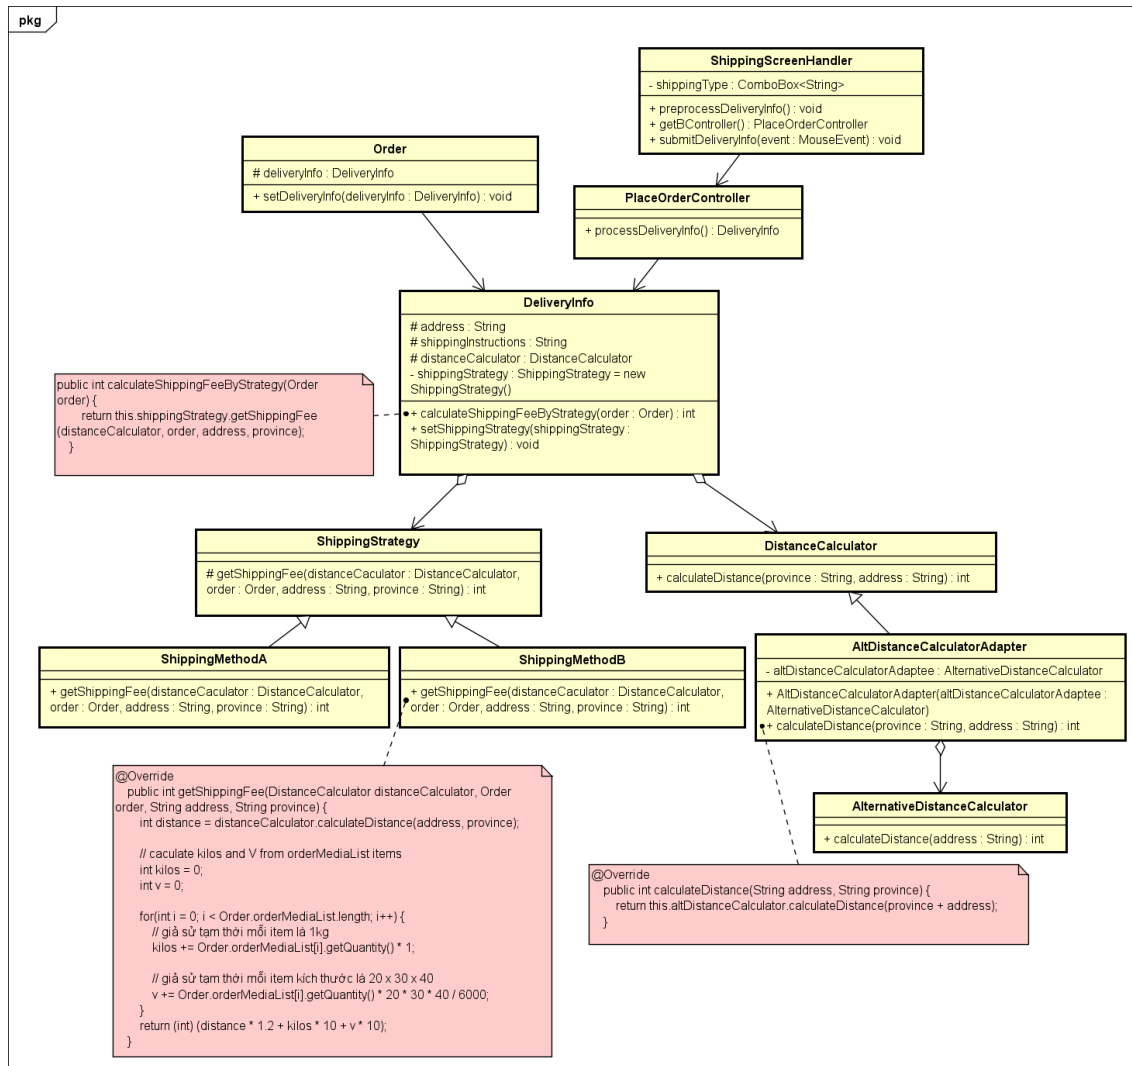 pkg
ShippingScreenHandler
- shippingType : ComboBox<String>
+ preprocessDeliveryInfo() : void
+ getBController() : PlaceOrderController
+ submitDeliveryInfo(event : MouseEvent) : void
Order
# deliveryInfo : DeliveryInfo
+ setDeliveryInfo(deliveryInfo : DeliveryInfo) : void
PlaceOrderController
+ processDeliveryInfo() : DeliveryInfo
DeliveryInfo
# address : String
# shippingInstructions : String
# distanceCalculator : DistanceCalculator
- shippingStrategy : ShippingStrategy = new
ShippingStrategy()
+ calculateShippingFeeByStrategy(order : Order) : int
+ setShippingStrategy(shippingStrategy :
ShippingStrategy) : void
public int calculateShippingFeeByStrategy(Order
order) {
return this.shippingStrategy.getShippingFee
(distanceCalculator, order, address, province);
}
ShippingStrategy
# getShippingFee(distanceCaculator : DistanceCalculator,
order : Order, address : String, province : String) : int
DistanceCalculator
+ calculateDistance(province : String, address : String) : int
ShippingMethodA
+ getShippingFee(distanceCaculator : DistanceCalculator,
order : Order, address : String, province : String) : int
ShippingMethodB
+ getShippingFee(distanceCaculator : DistanceCalculator,
order : Order, address : String, province : String) : int
AltDistanceCalculatorAdapter
- altDistanceCalculatorAdaptee : AlternativeDistanceCalculator
+ AltDistanceCalculatorAdapter(altDistanceCalculatorAdaptee :
AlternativeDistanceCalculator)
+ calculateDistance(province : String, address : String) : int
AlternativeDistanceCalculator
+ calculateDistance(address : String) : int
@Override
public int getShippingFee(DistanceCalculator distanceCalculator, Order
order, String address, String province) {
int distance = distanceCalculator.calculateDistance(address, province);
// caculate kilos and V from orderMediaList items
int kilos = 0;
int v = 0;
for(int i = 0; i < Order.orderMediaList.length; i++) {
// giả sử tạm thời mỗi item là 1kg
kilos += Order.orderMediaList[i].getQuantity() * 1;
// giả sử tạm thời mỗi item kích thước là 20 x 30 x 40
v += Order.orderMediaList[i].getQuantity() * 20 * 30 * 40 / 6000;
}
return (int) (distance * 1.2 + kilos * 10 + v * 10);
}
@Override
public int calculateDistance(String address, String province) {
return this.altDistanceCalculator.calculateDistance(province + address);
}